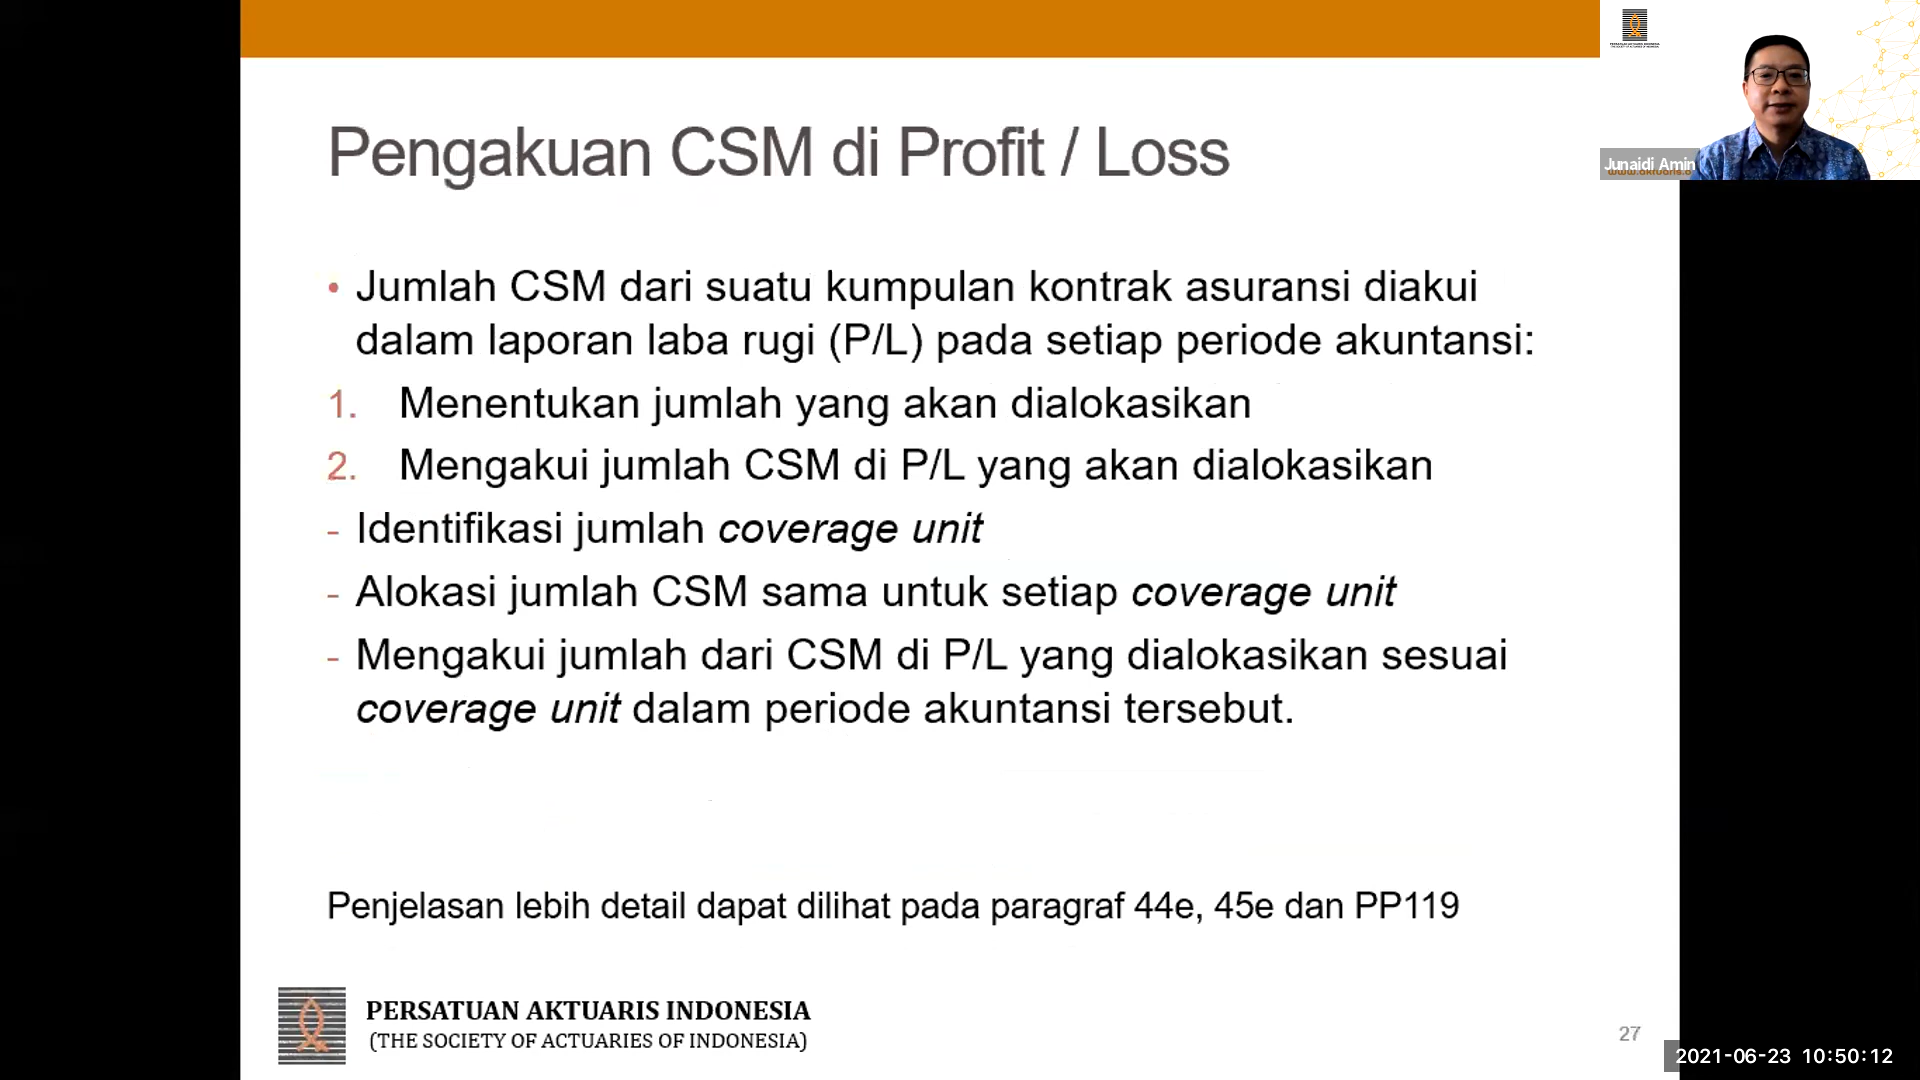 Pengakuan CSM di Profit / Loss
• Jumlah CSM dari suatu kumpulan kontrak asuransi diakui
dalam laporan laba rugi (P/L) pada setiap periode akuntansi:
1. Menentukan jumlah yang akan dialokasikan
2. Mengakui jumlah CSM di P/L yang akan dialokasikan
- Identifikasi jumlah coverage unit
- Alokasi jumlah CSM sama untuk setiap coverage unit
- Mengakui jumlah dari CSM di P/L yang dialokasikan sesuai
coverage unit dalam periode akuntansi tersebut.
Penjelasan lebih detail dapat dilihat pada paragraf 44e, 45e dan PP119
PERSATUAN AKTUARIS INDONESIA
(THE SOCIETY OF ACTUARIES OF INDONESIA)
27
PERSATUAN AKTUARIS INDONESIA
Junaidi Amin
2021-06-23 10:50:12